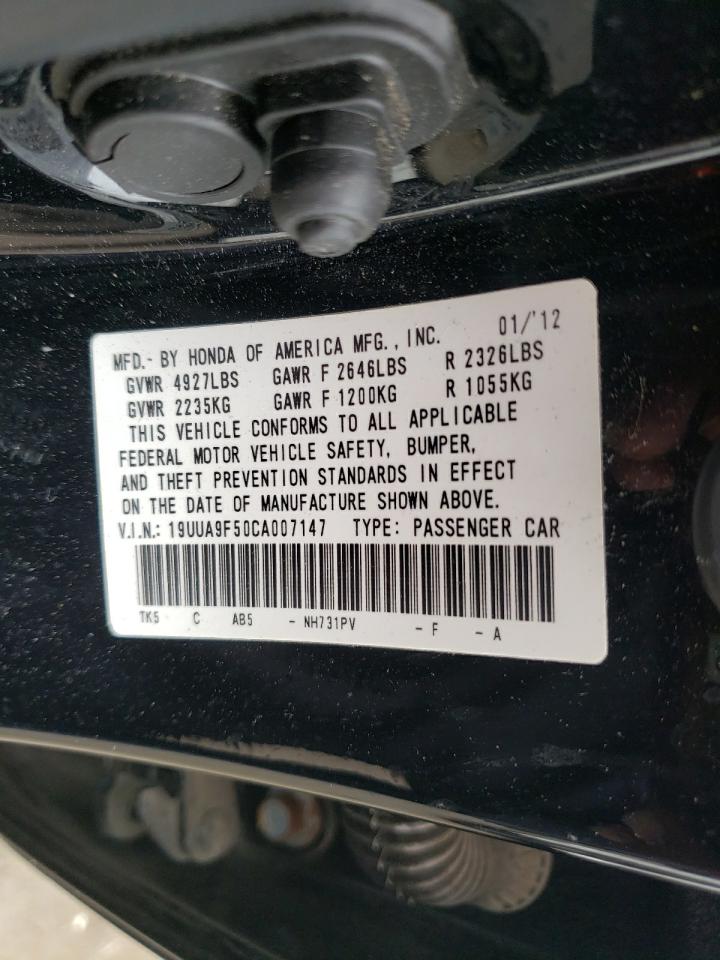 MFD.- BY HONDA OF AMERICA MFG., INC. 01/'12
GVWR 4927LBS GAWR F 2646LBS R 2326LBS
GVWR 2235KG GAWR F 1200KG R 1055KG
THIS VEHICLE CONFORMS TO ALL APPLICABLE
FEDERAL MOTOR VEHICLE SAFETY, BUMPER,
AND THEFT PREVENTION STANDARDS IN EFFECT
ON THE DATE OF MANUFACTURE SHOWN ABOVE.
V.I.N.: 19UUA9F50CA007147 TYPE: PASSENGER CAR
TK5 C AB5 - NH731PV - F - A